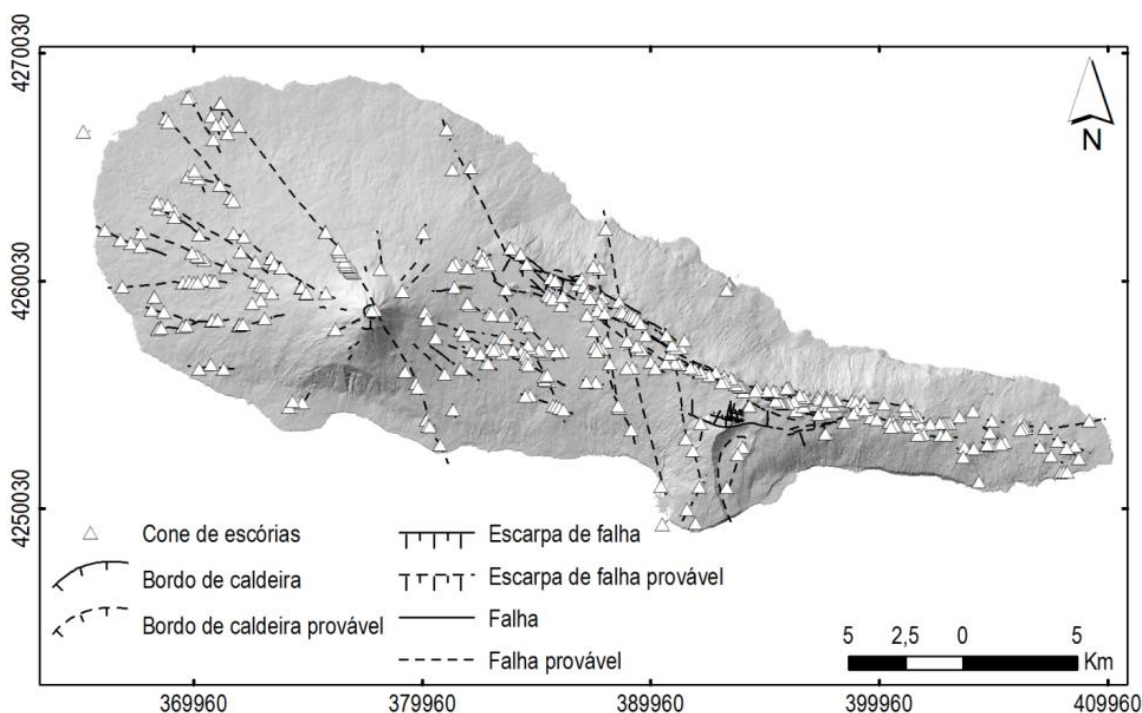 4270030
4260030
4250030
N
Cone de escórias
Bordo de caldeira
Bordo de caldeira provável
Escarpa de falha
Escarpa de falha provável
Falha
Falha provável
5 2,5 0 5
Km
369960 379960 389960 399960 409960